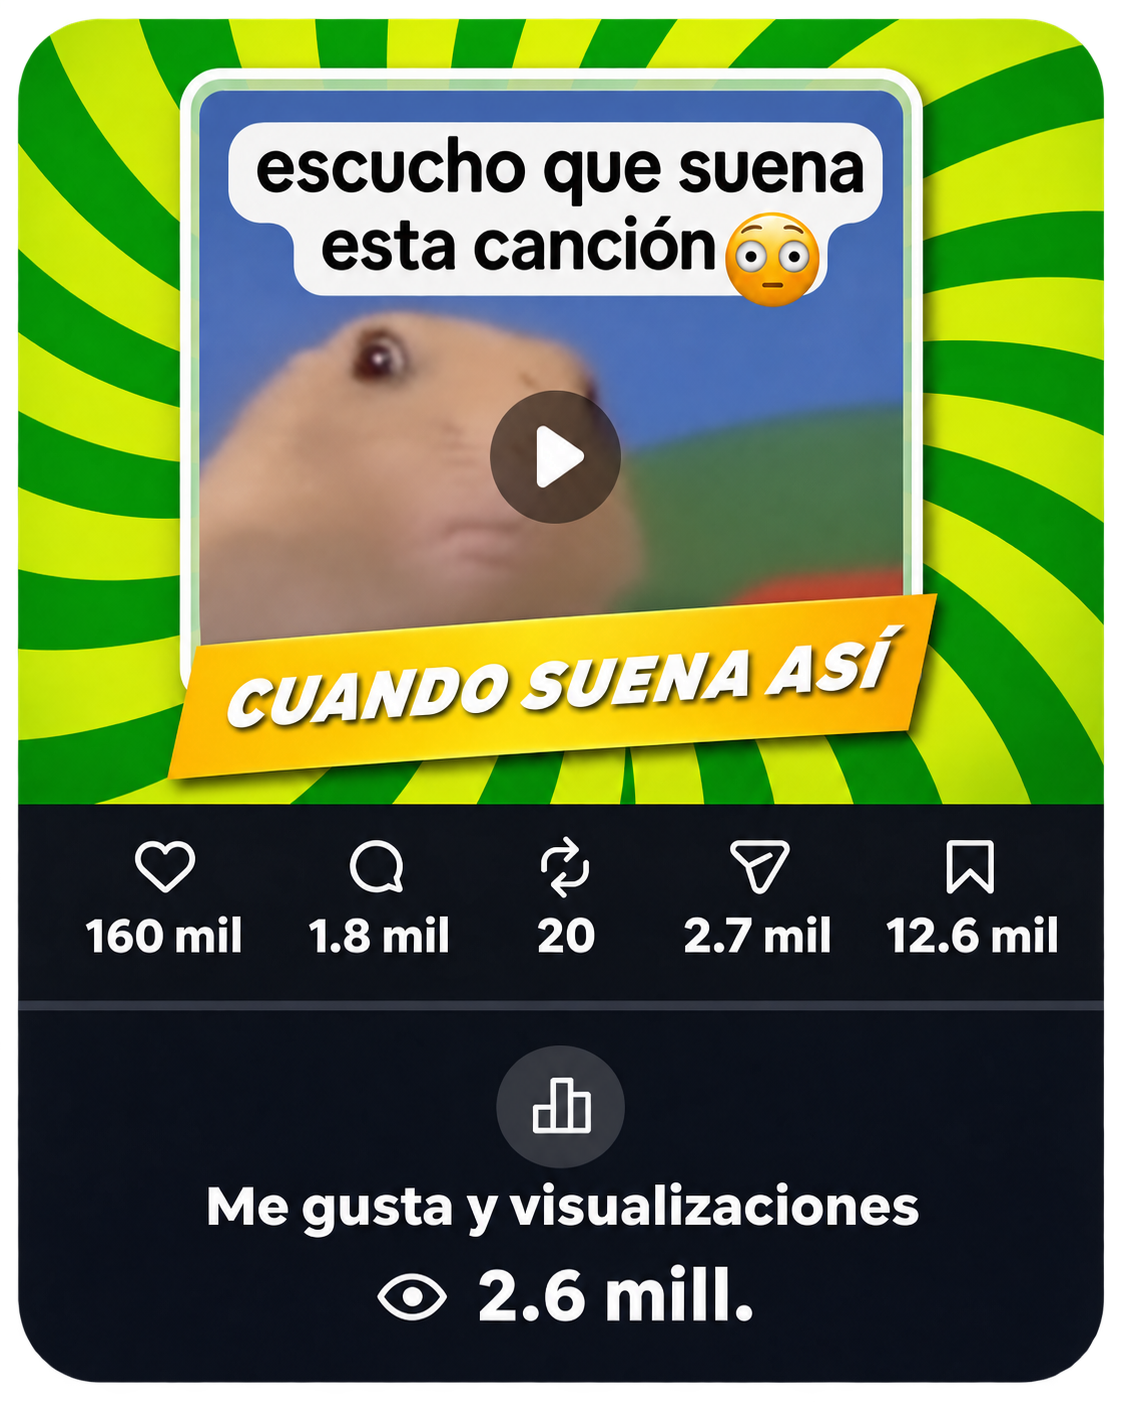 escucho que suena
esta canción😳
CUANDO SUENA ASÍ
160 mil
1.8 mil
20
2.7 mil
12.6 mil
Me gusta y visualizaciones
2.6 mill.